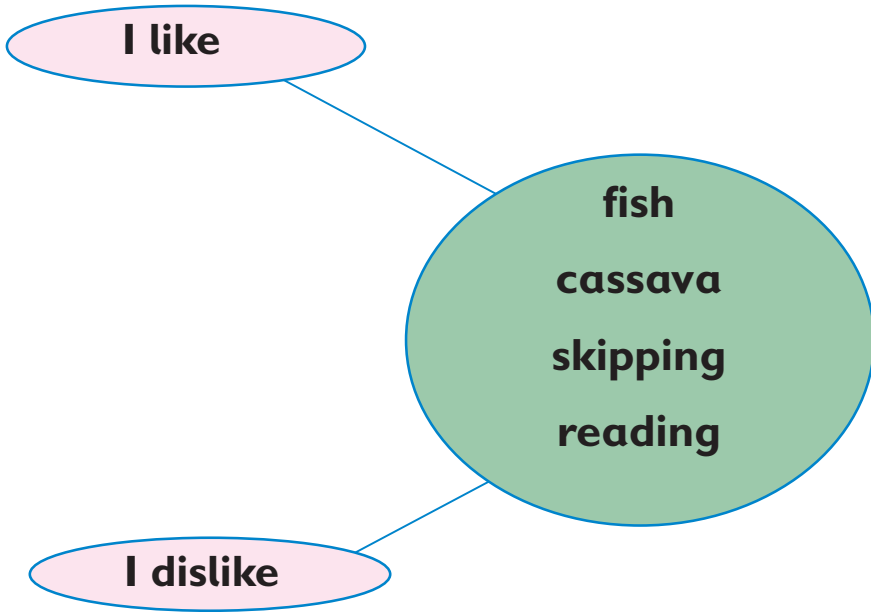 I like
fish
cassava
skipping
reading
I dislike